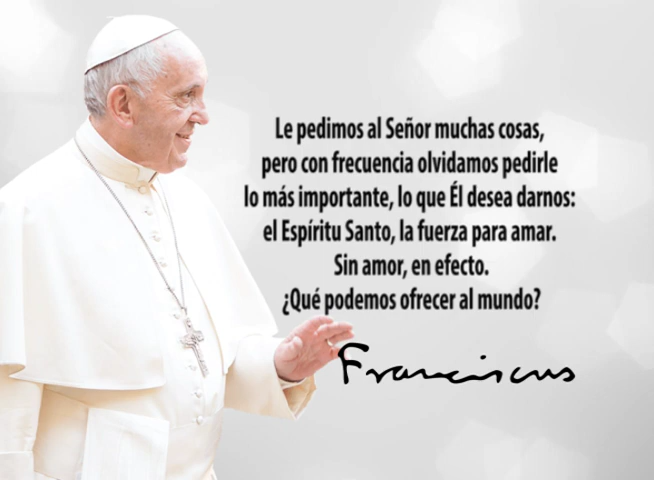 Le pedimos al Señor muchas cosas,
pero con frecuencia olvidamos pedirle
lo más importante, lo que Él desea darnos:
el Espíritu Santo, la fuerza para amar.
Sin amor, en efecto.
¿Qué podemos ofrecer al mundo?
Franciscus